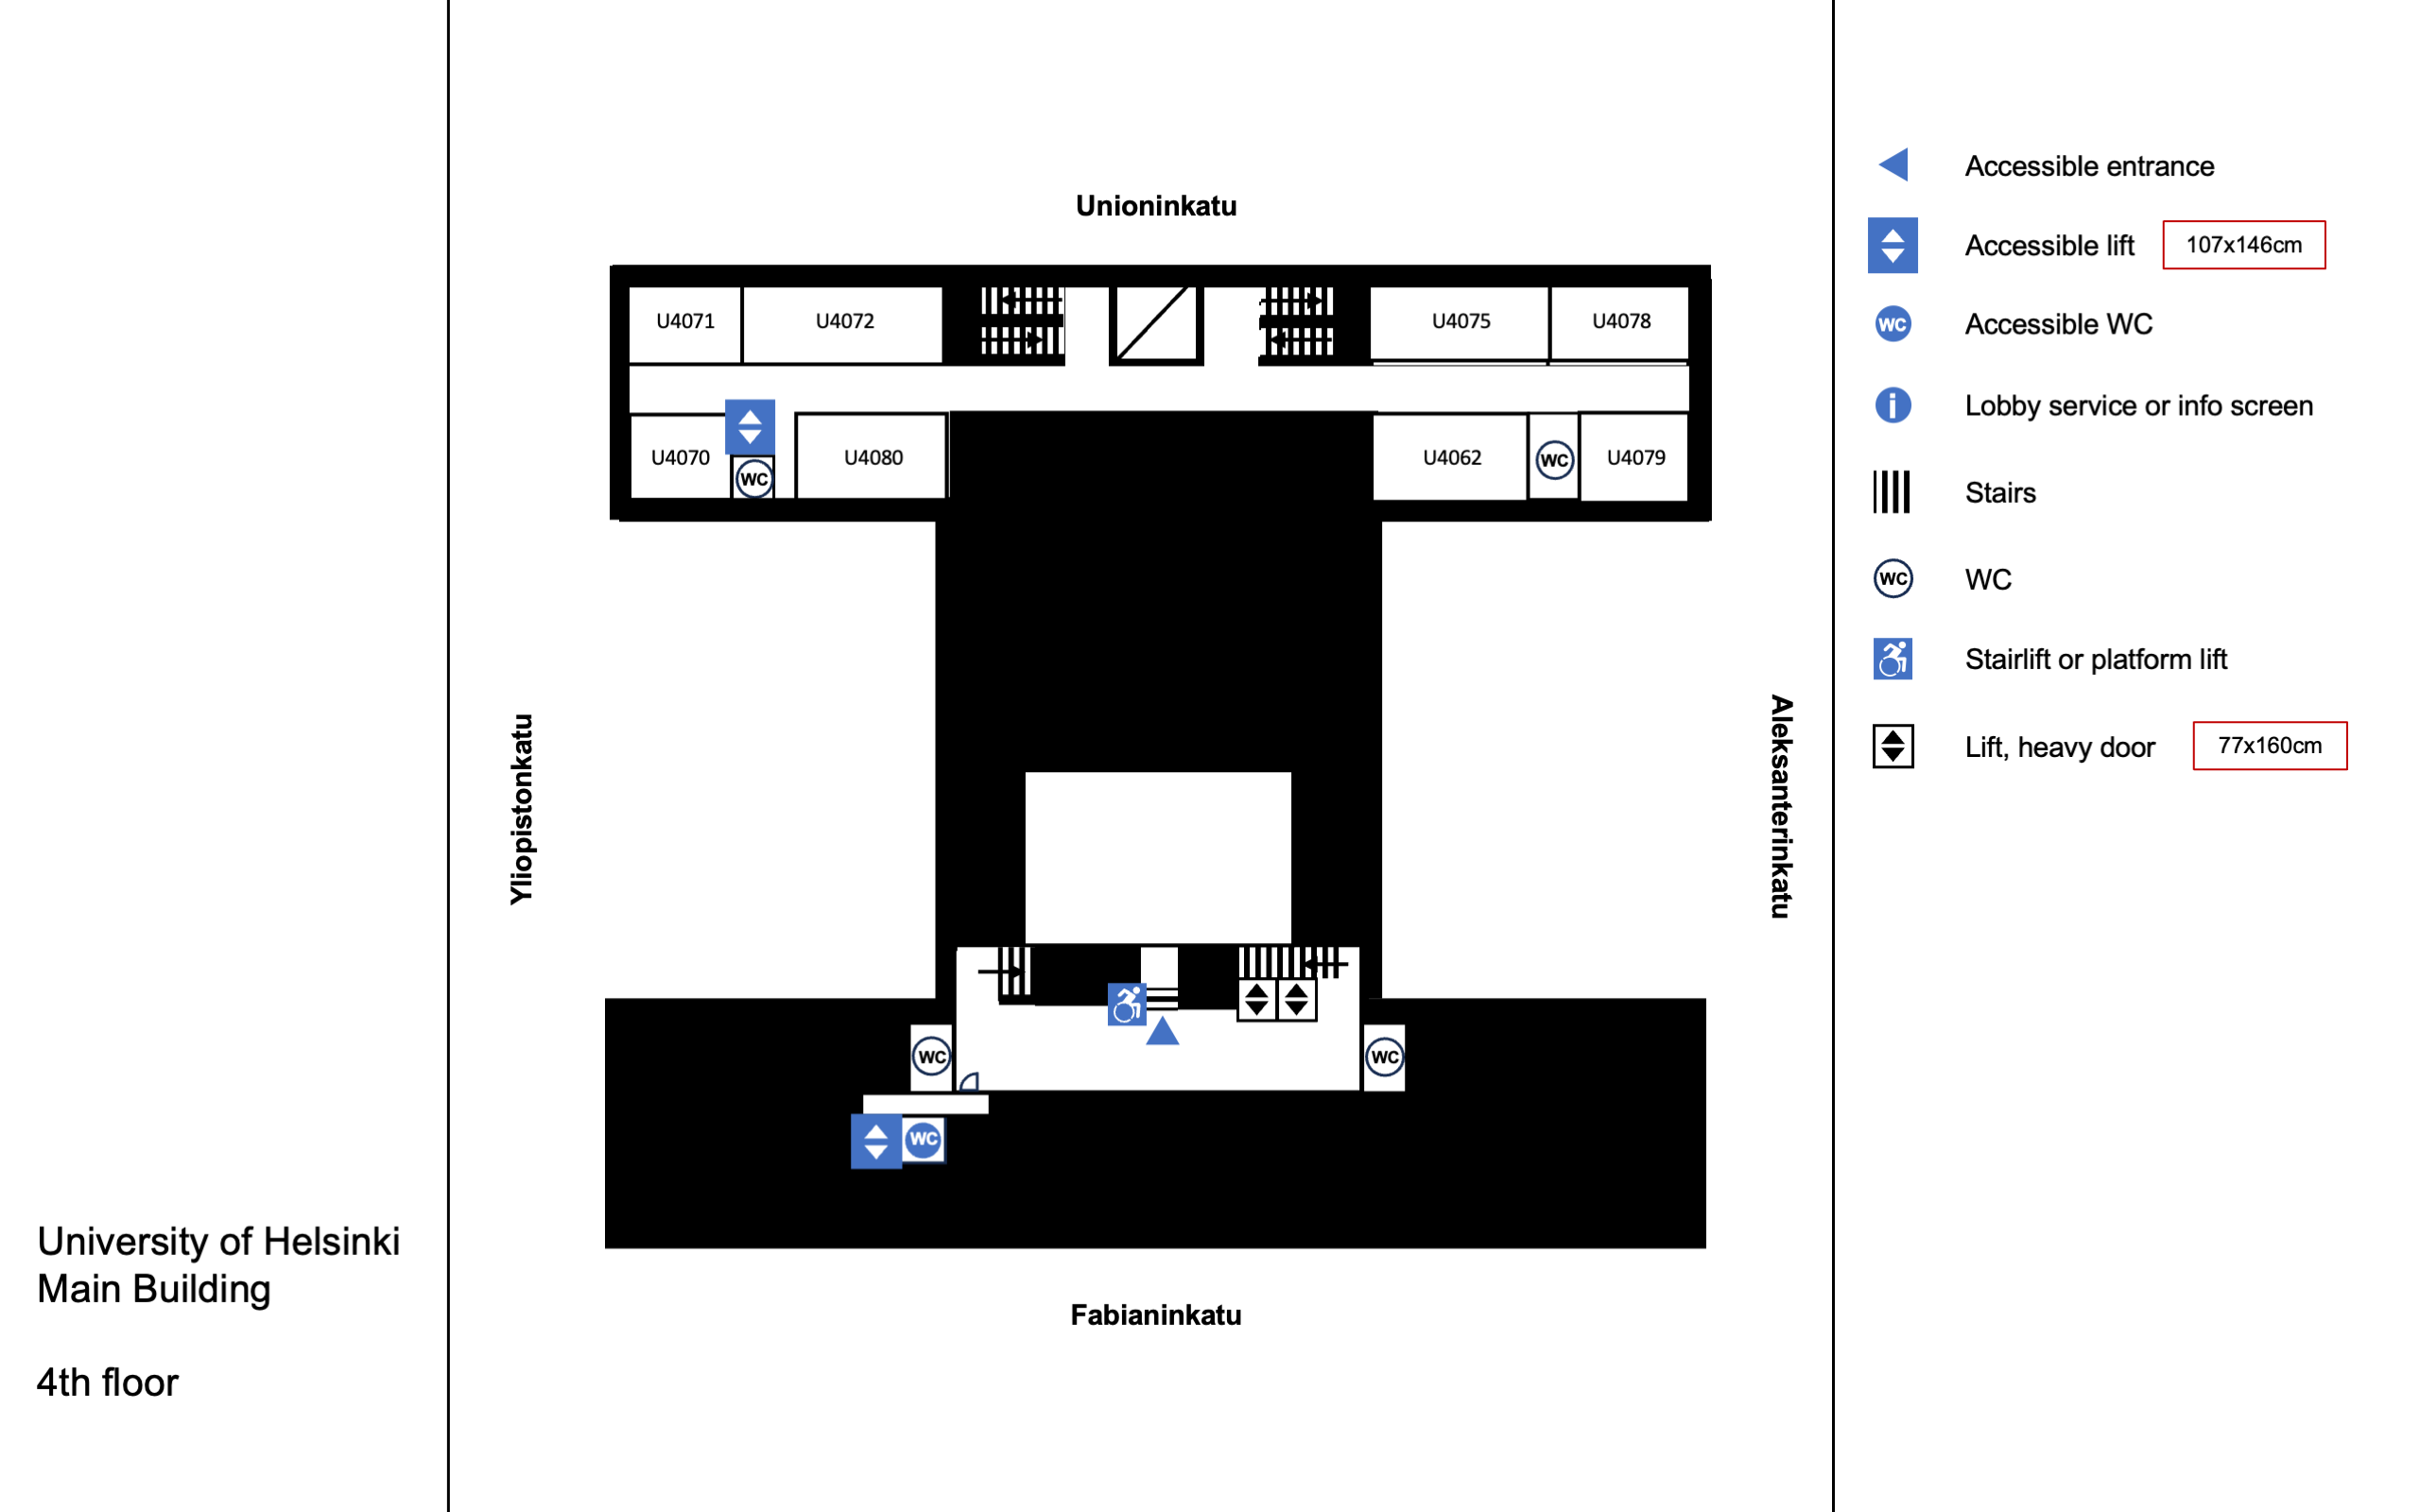 Unioninkatu
U4071
U4072
U4075
U4078
U4070
WC
U4080
U4062
WC
U4079
Yliopistonkatu
Aleksanterinkatu
WC
WC
WC
Fabianinkatu
University of Helsinki
Main Building
4th floor
Accessible entrance
Accessible lift 107x146cm
WC Accessible WC
i Lobby service or info screen
Stairs
WC WC
Stairlift or platform lift
Lift, heavy door 77x160cm